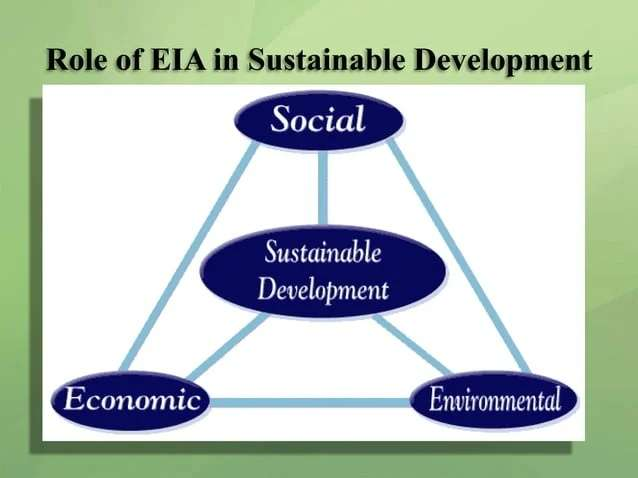 Role of EIA in Sustainable Development
Social
Sustainable
Development
Economic
Environmental